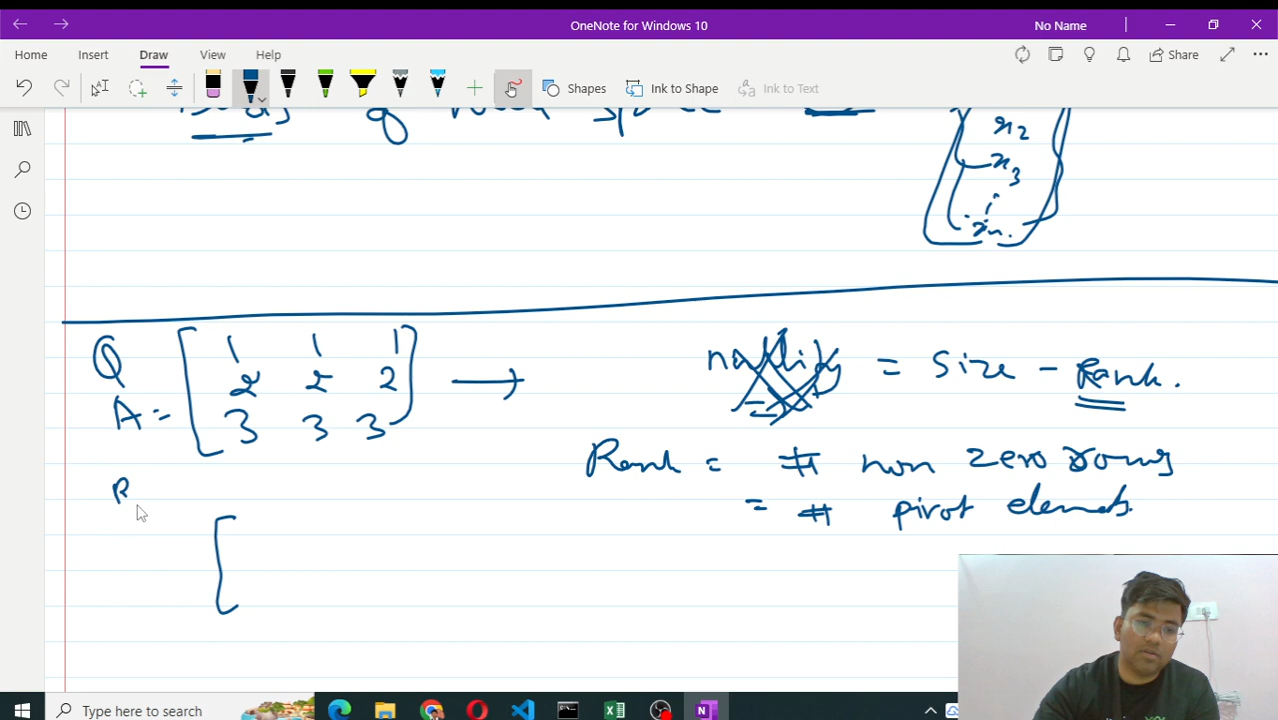 OneNote for Windows 10
No Name
Home Insert Draw View Help
Share
Shapes
Ink to Shape
Ink to Text
of
x2
x3
xn.
Q
A = [ 1 1 1
2 2 2
3 3 3 ] →
nullity = Size - Rank.
Rank = # non zero rows
= # pivot elements.
R
[
Type here to search